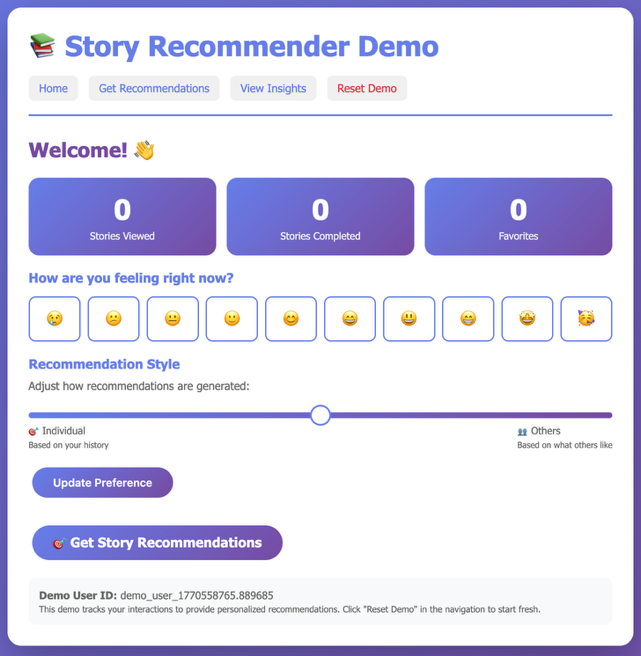 Story Recommender Demo
Home Get Recommendations View Insights Reset Demo
Welcome!
0 0 0
Stories Viewed Stories Completed Favorites
How are you feeling right now?
Recommendation Style
Adjust how recommendations are generated:
Individual Others
Based on your history Based on what others like
Update Preference
Get Story Recommendations
Demo User ID: demo_user_1770558765.889685
This demo tracks your interactions to provide personalized recommendations. Click "Reset Demo" in the navigation to start fresh.